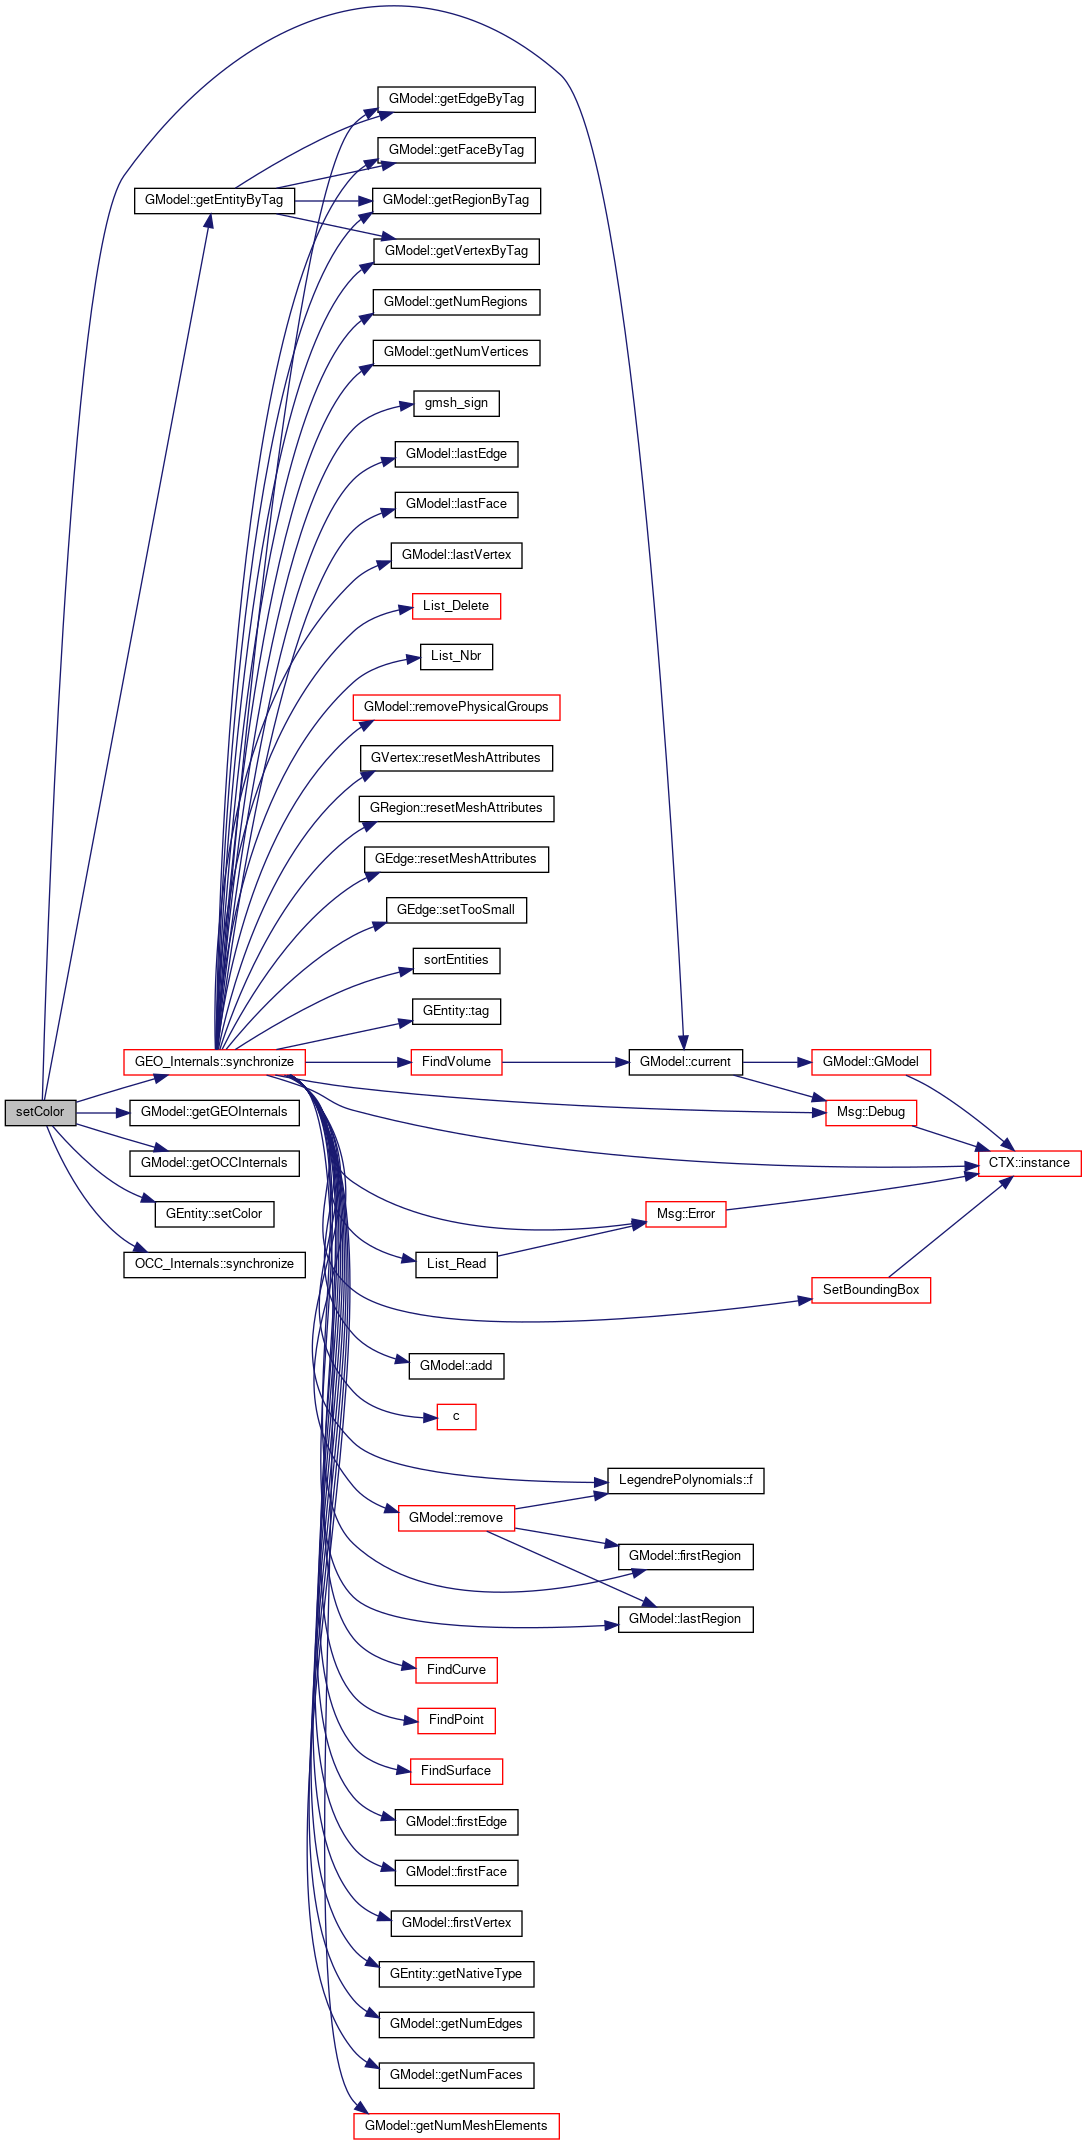 GModel::getEdgeByTag
GModel::getFaceByTag
GModel::getEntityByTag
GModel::getRegionByTag
GModel::getVertexByTag
GModel::getNumRegions
GModel::getNumVertices
gmsh_sign
GModel::lastEdge
GModel::lastFace
GModel::lastVertex
List_Delete
List_Nbr
GModel::removePhysicalGroups
GVertex::resetMeshAttributes
GRegion::resetMeshAttributes
GEdge::resetMeshAttributes
GEdge::setTooSmall
sortEntities
GEntity::tag
GEO_Internals::synchronize
FindVolume
GModel::current
GModel::GModel
setColor
GModel::getGEOInternals
Msg::Debug
GModel::getOCCInternals
CTX::instance
GEntity::setColor
Msg::Error
OCC_Internals::synchronize
List_Read
SetBoundingBox
GModel::add
c
LegendrePolynomials::f
GModel::remove
GModel::firstRegion
GModel::lastRegion
FindCurve
FindPoint
FindSurface
GModel::firstEdge
GModel::firstFace
GModel::firstVertex
GEntity::getNativeType
GModel::getNumEdges
GModel::getNumFaces
GModel::getNumMeshElements